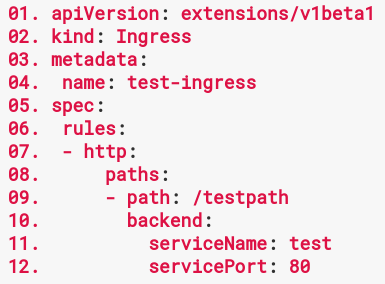 01. apiVersion: extensions/v1beta1
02. kind: Ingress
03. metadata:
04.  name: test-ingress
05. spec:
06.  rules:
07.  - http:
08.      paths:
09.      - path: /testpath
10.        backend:
11.          serviceName: test
12.          servicePort: 80